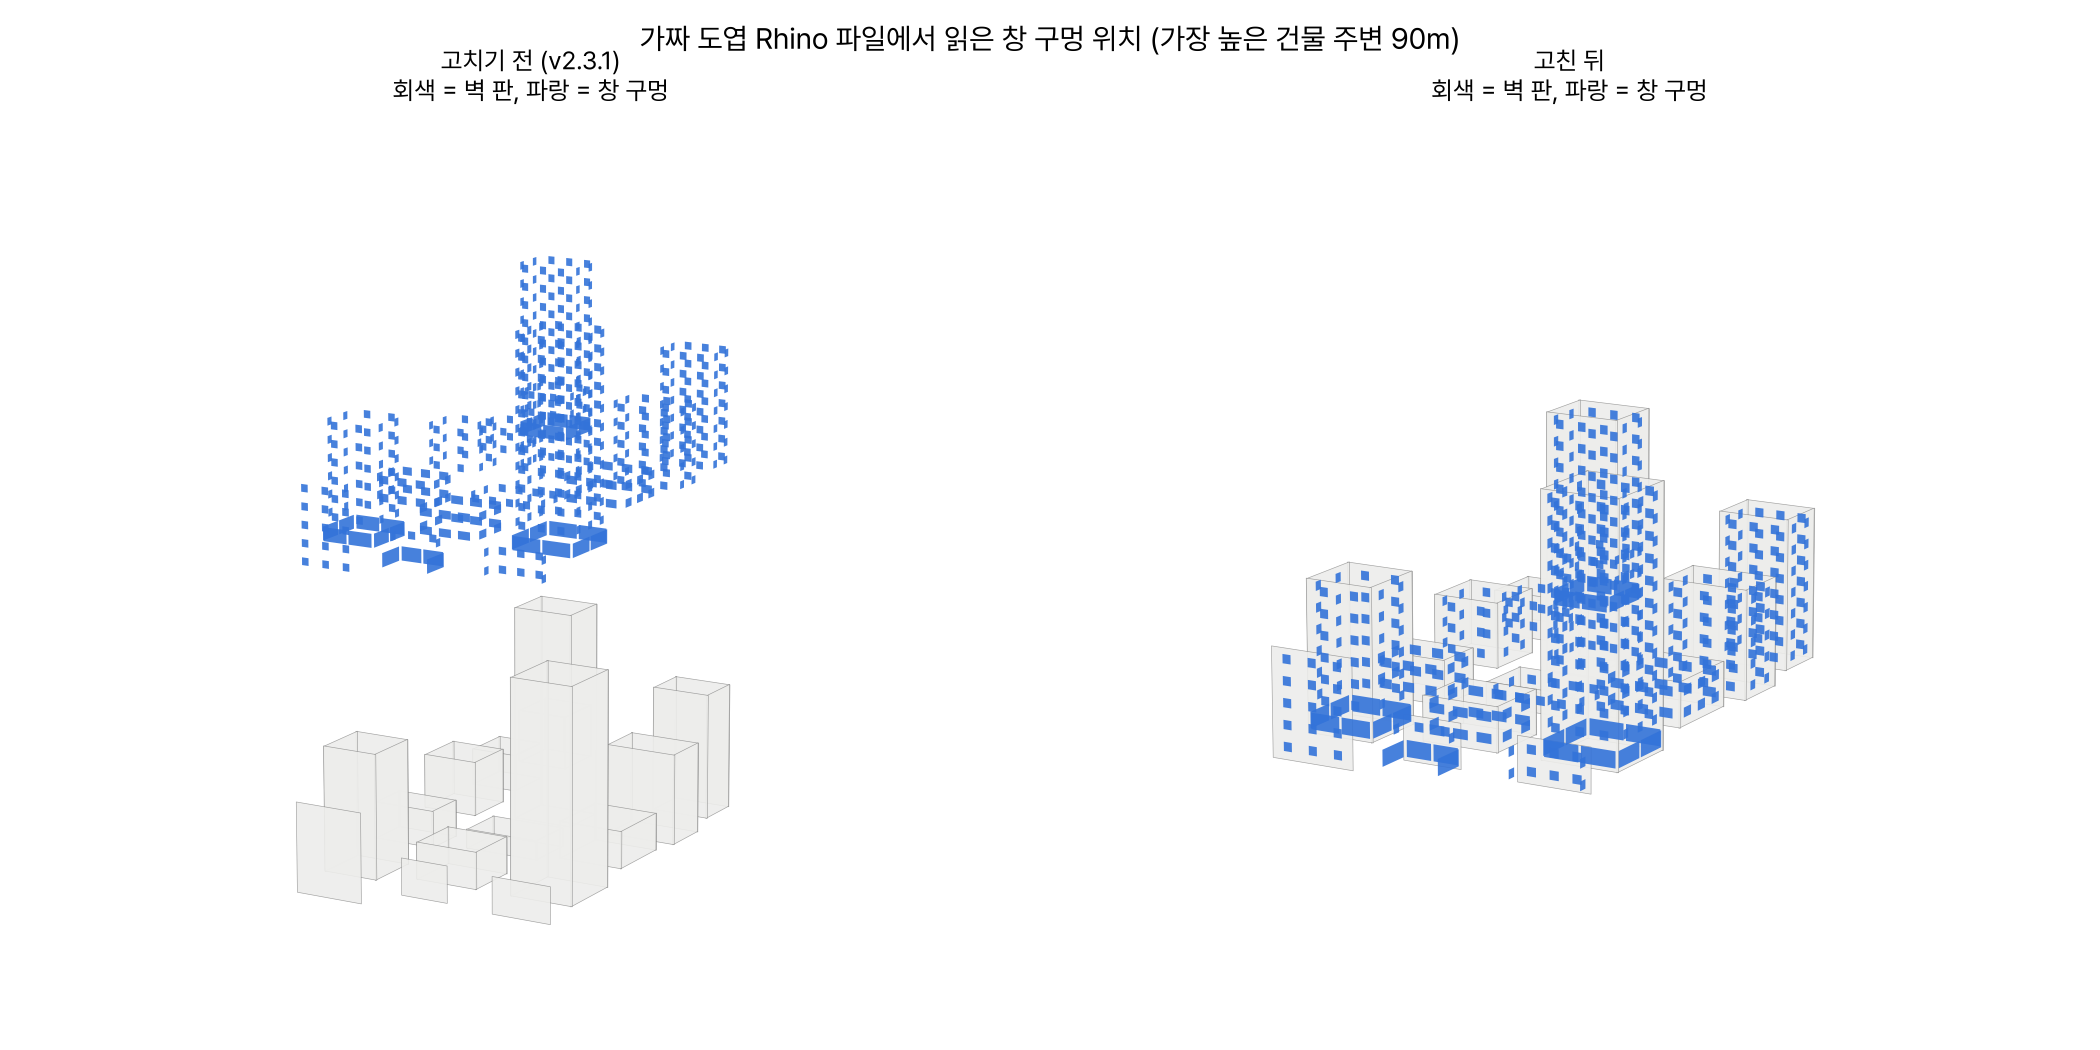 가짜 도엽 Rhino 파일에서 읽은 창 구멍 위치 (가장 높은 건물 주변 90m)
고치기 전 (v2.3.1)
회색 = 벽 판, 파랑 = 창 구멍
고친 뒤
회색 = 벽 판, 파랑 = 창 구멍